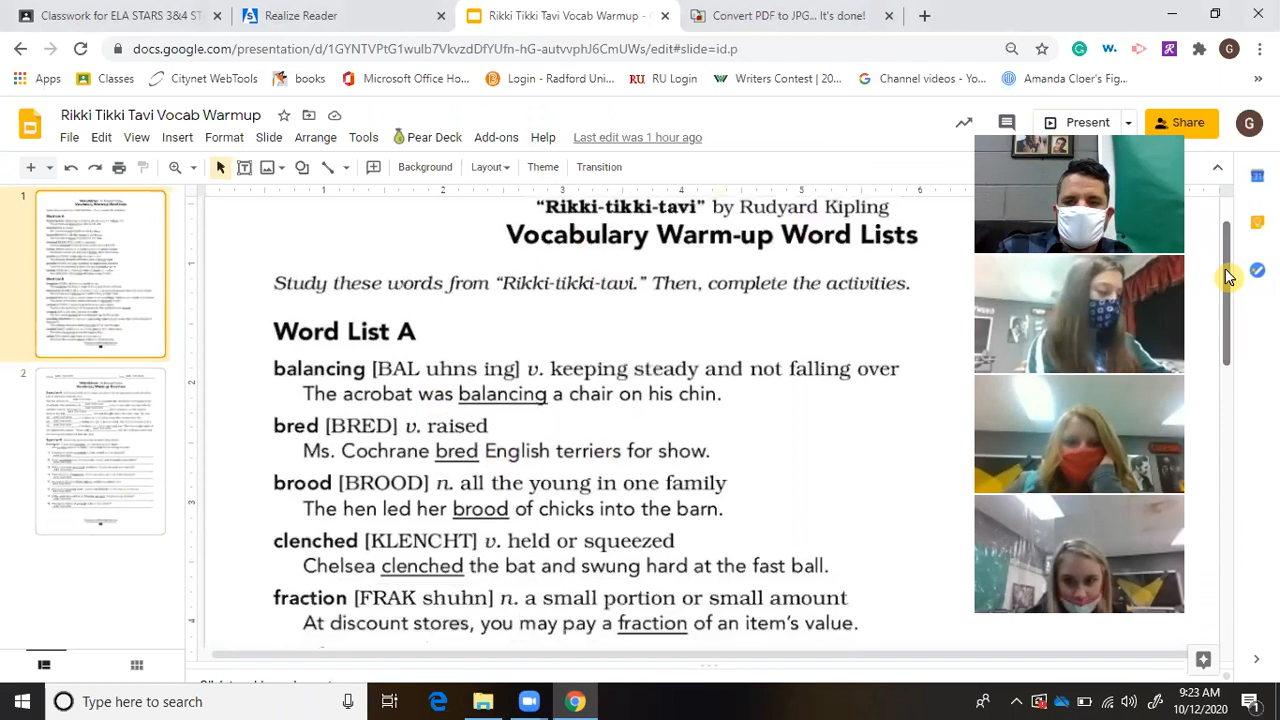 Classwork for ELA STARS 3&4 ST
Realize Reader
Rikki Tikki Tavi Vocab Warmup -
Convert PDF to JPG... It's done!
docs.google.com/presentation/d/1GYNTVPtG1wulb7VkvzdDfYUfn-hG-autvvphJ6CmUWs/edit#slide=id.p
G
Apps
Classes
Citynet WebTools
books
Microsoft Office Ho...
Login - Radford Uni...
RU Login
Writers Contest | 20...
Channel videos - Yo...
Amanda Cloer's Fig...
Rikki Tikki Tavi Vocab Warmup
File Edit View Insert Format Slide Arrange Tools Pear Deck Add-ons Help Last edit was 1 hour ago
Present
Share
G
Background
Layout
Theme
Transition
1 2 3 4 5 6
1
2
"Rikki-tikki-tavi" by Rudyard Kipling
Vocabulary Warm-up Word Lists
Study these words from "Rikki-tikki-tavi." Then, complete the activities.
Word List A
balancing [BAL uhns ing] v. keeping steady and not falling over
The acrobat was balancing a chair on his chin.
bred [BRED] v. raised
Mrs. Cochrane bred English terriers for show.
brood [BROOD] n. all the young in one family
The hen led her brood of chicks into the barn.
clenched [KLENCHT] v. held or squeezed
Chelsea clenched the bat and swung hard at the fast ball.
fraction [FRAK shuhn] n. a small portion or small amount
At discount stores, you may pay a fraction of an item's value.
Type here to search
9:23 AM
10/12/2020